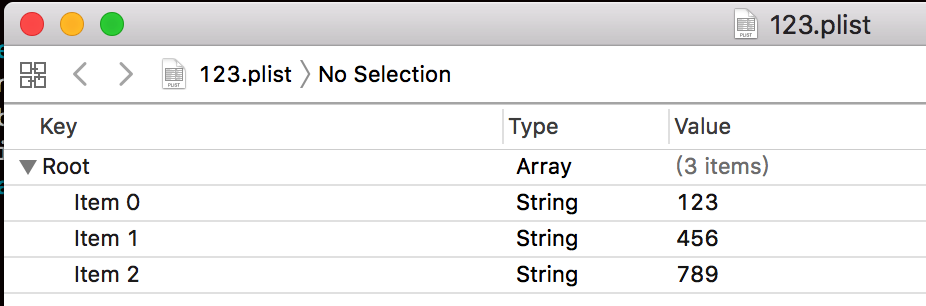 123.plist
123.plist 〉No Selection
Key Type Value
Root Array (3 items)
Item 0 String 123
Item 1 String 456
Item 2 String 789